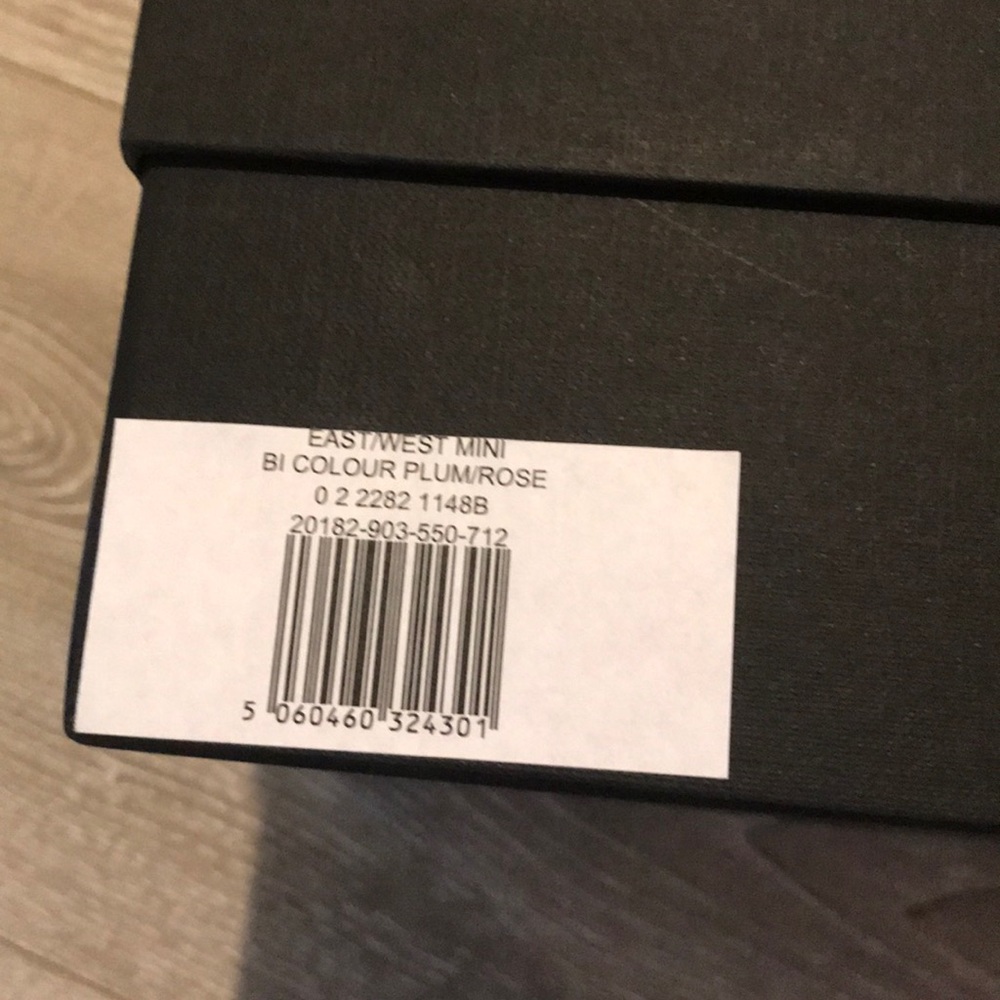 EAST/WEST MINI
BI COLOUR PLUM/ROSE
0 2 2282 1148B
20182-903-550-712
5 060460 324301